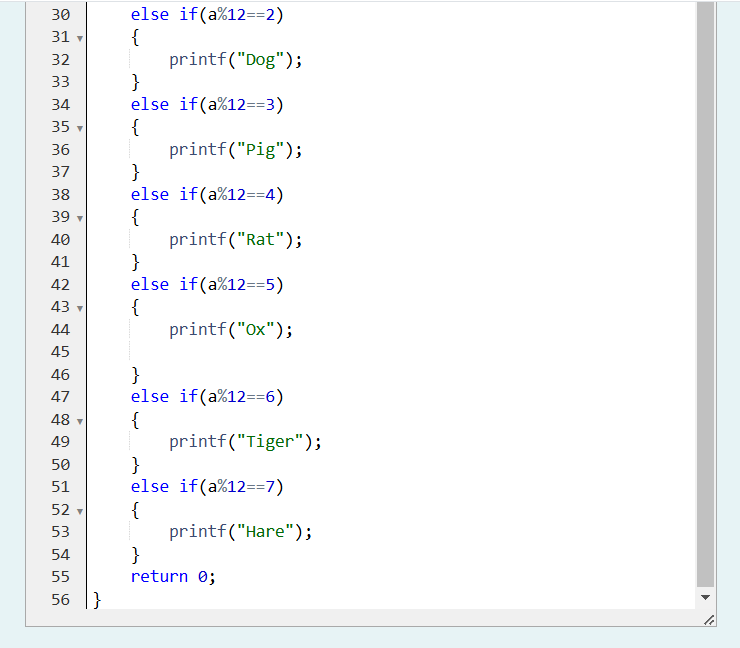 30 else if(a%12==2)
31 {
32 printf("Dog");
33 }
34 else if(a%12==3)
35 {
36 printf("Pig");
37 }
38 else if(a%12==4)
39 {
40 printf("Rat");
41 }
42 else if(a%12==5)
43 {
44 printf("Ox");
45
46 }
47 else if(a%12==6)
48 {
49 printf("Tiger");
50 }
51 else if(a%12==7)
52 {
53 printf("Hare");
54 }
55 return 0;
56 }